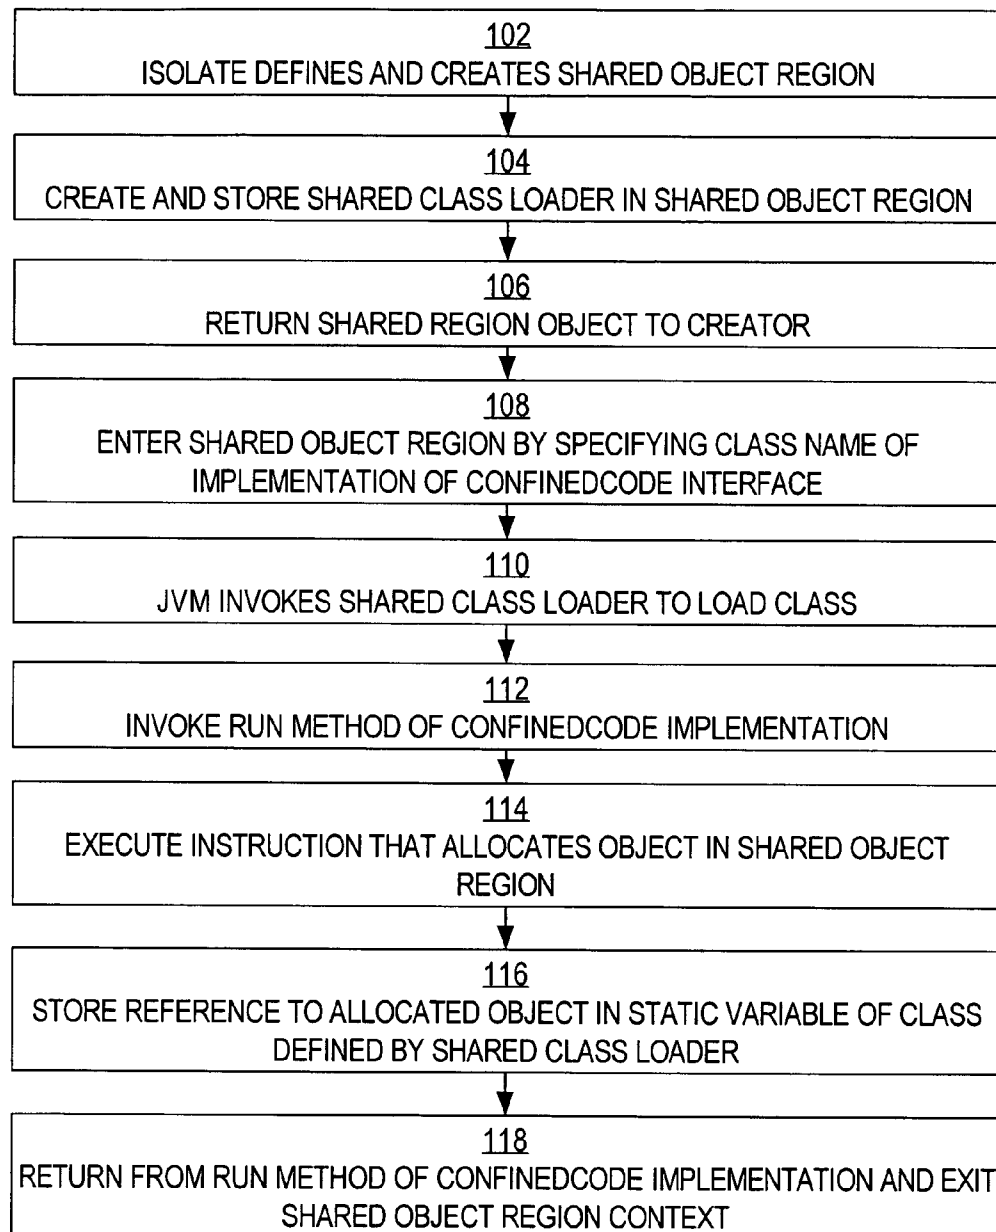 102
ISOLATE DEFINES AND CREATES SHARED OBJECT REGION
104
CREATE AND STORE SHARED CLASS LOADER IN SHARED OBJECT REGION
106
RETURN SHARED REGION OBJECT TO CREATOR
108
ENTER SHARED OBJECT REGION BY SPECIFYING CLASS NAME OF
IMPLEMENTATION OF CONFINEDCODE INTERFACE
110
JVM INVOKES SHARED CLASS LOADER TO LOAD CLASS
112
INVOKE RUN METHOD OF CONFINEDCODE IMPLEMENTATION
114
EXECUTE INSTRUCTION THAT ALLOCATES OBJECT IN SHARED OBJECT
REGION
116
STORE REFERENCE TO ALLOCATED OBJECT IN STATIC VARIABLE OF CLASS
DEFINED BY SHARED CLASS LOADER
118
RETURN FROM RUN METHOD OF CONFINEDCODE IMPLEMENTATION AND EXIT
SHARED OBJECT REGION CONTEXT